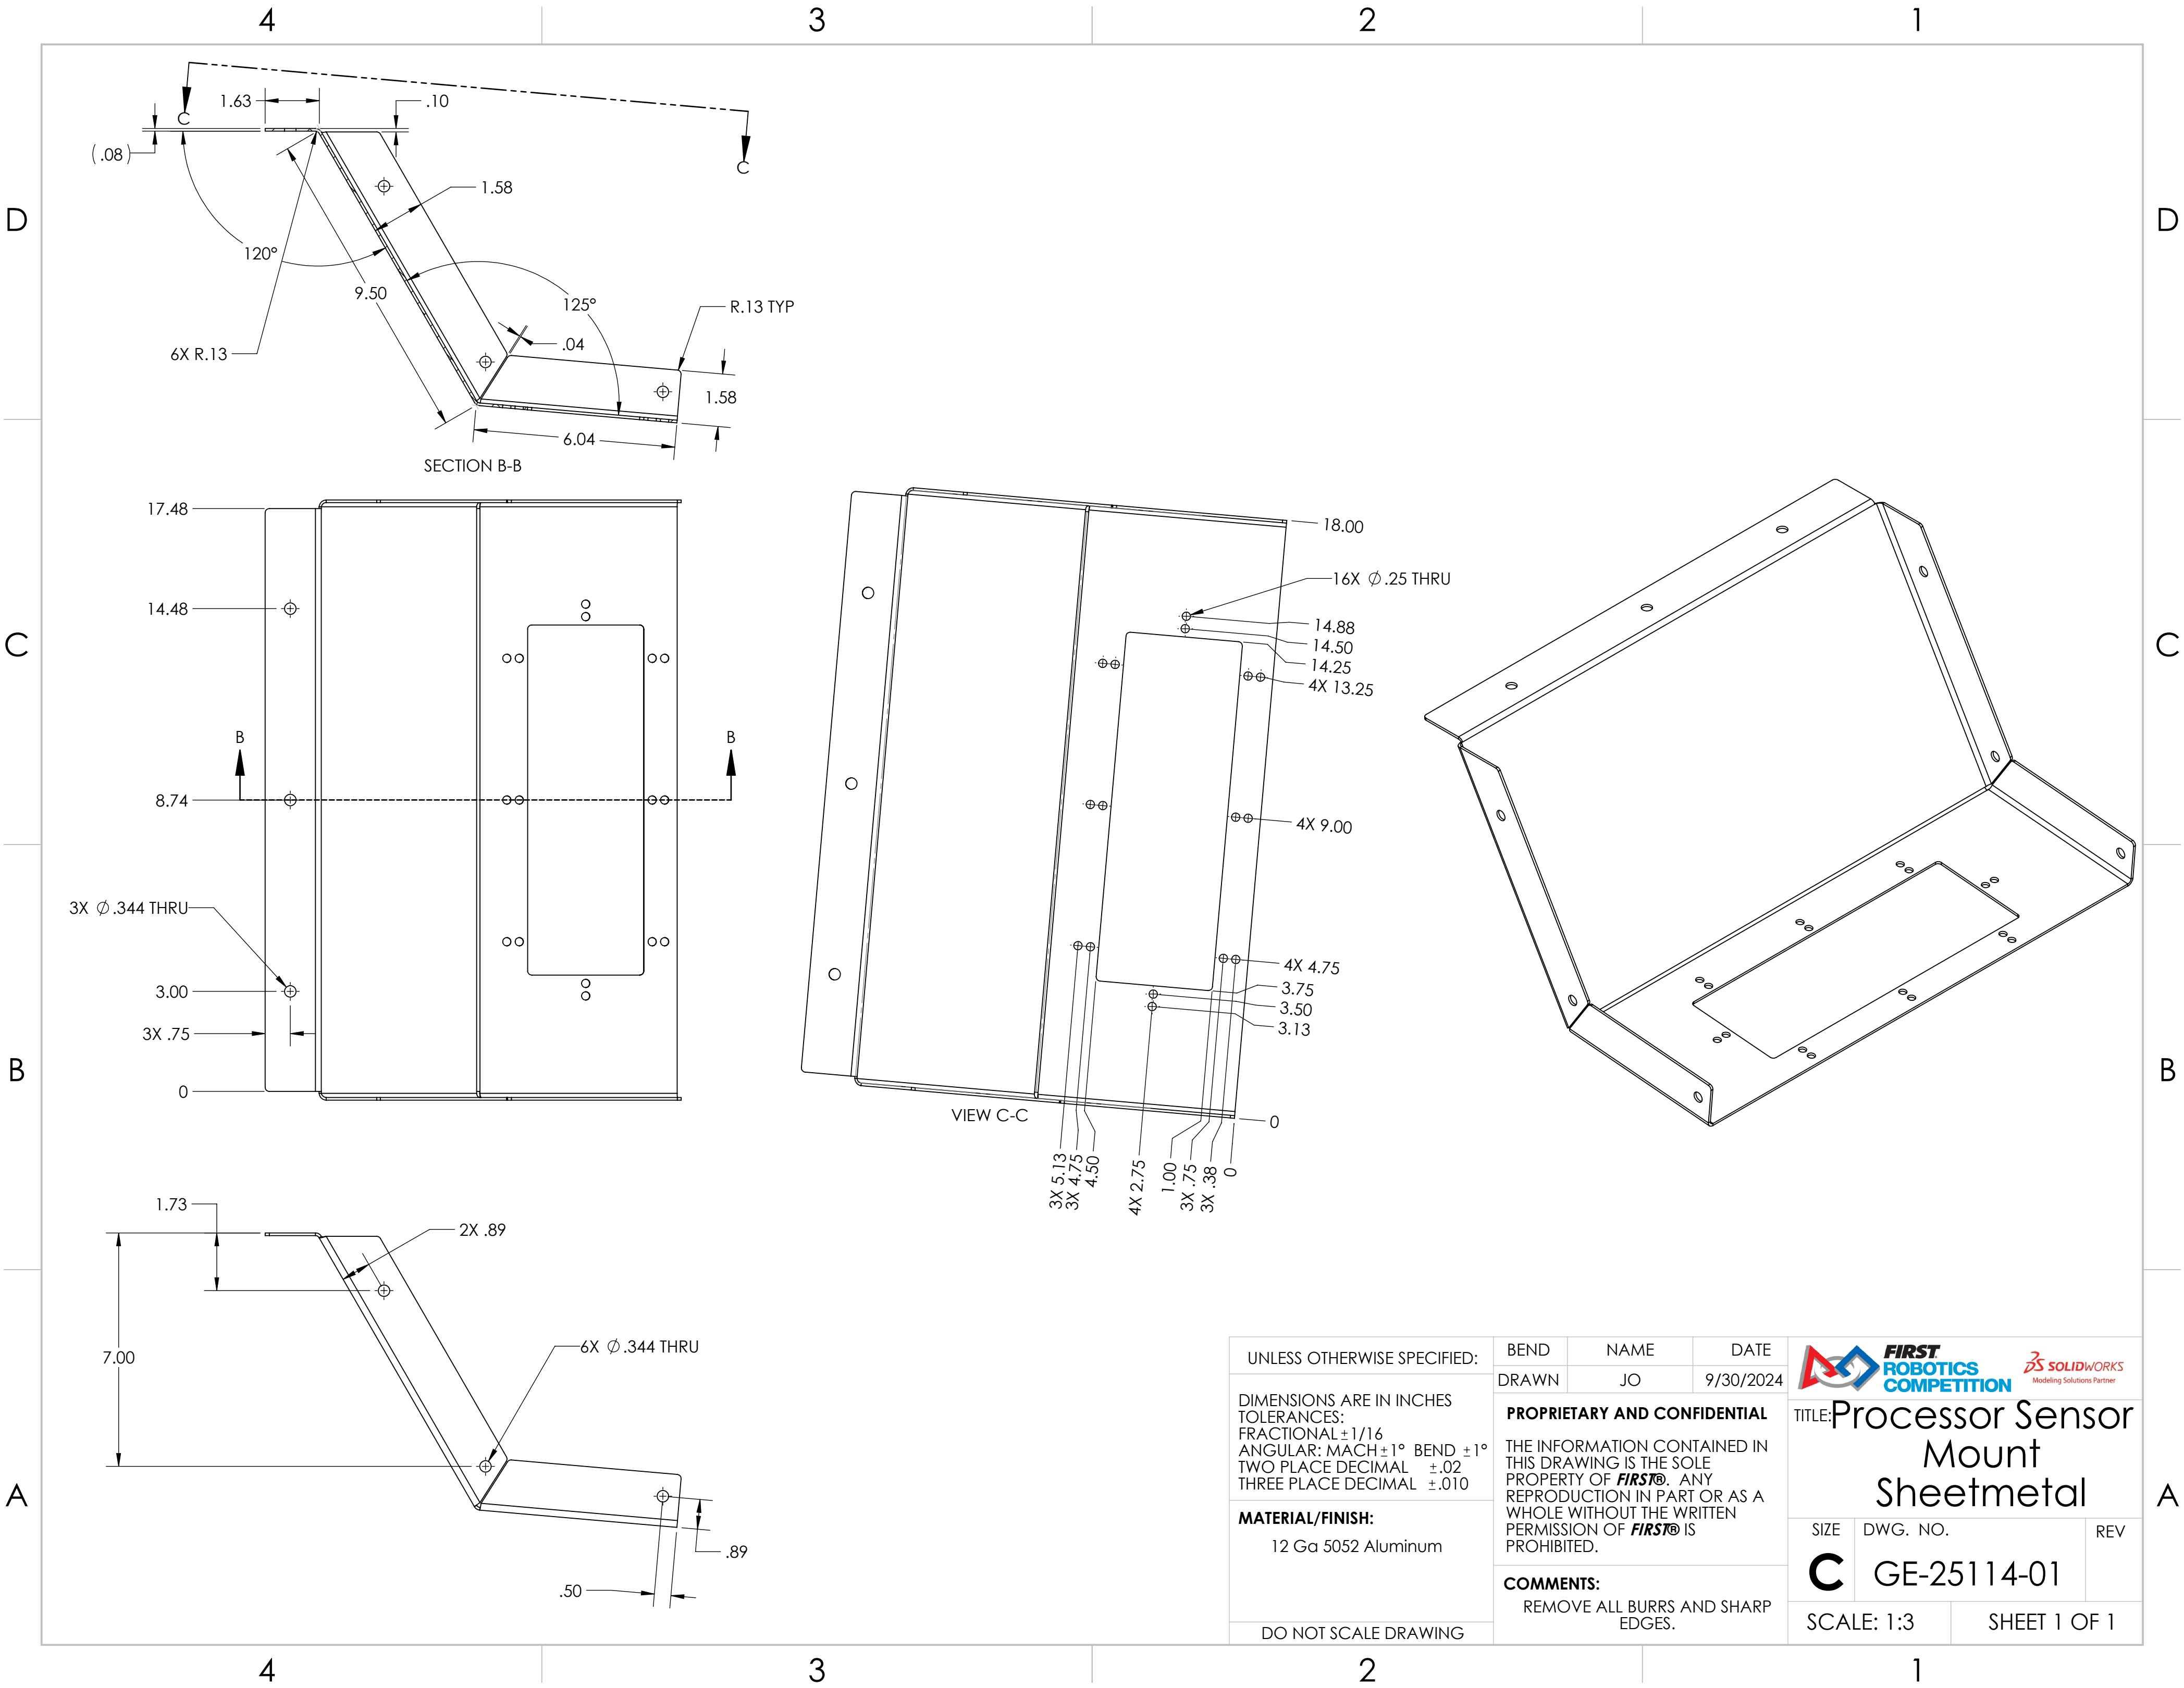 4
3
2
1
D
D
C
C
B
B
A
A
C
C
1.63
.10
(.08)
1.58
120°
9.50
125°
R.13 TYP
.04
6X R.13
1.58
6.04
SECTION B-B
17.48
14.48
B
B
8.74
3X Ø.344 THRU
3.00
3X .75
0
18.00
16X Ø.25 THRU
14.88
14.50
14.25
4X 13.25
4X 9.00
4X 4.75
3.75
3.50
3.13
VIEW C-C
0
3X 5.13
3X 4.75
4.50
4X 2.75
1.00
3X .75
3X .38
0
1.73
2X .89
7.00
6X Ø.344 THRU
.89
.50
UNLESS OTHERWISE SPECIFIED:
DIMENSIONS ARE IN INCHES
TOLERANCES:
FRACTIONAL±1/16
ANGULAR: MACH±1° BEND ±1°
TWO PLACE DECIMAL ±.02
THREE PLACE DECIMAL ±.010
MATERIAL/FINISH:
12 Ga 5052 Aluminum
DO NOT SCALE DRAWING
BEND NAME DATE
DRAWN JO 9/30/2024
PROPRIETARY AND CONFIDENTIAL
THE INFORMATION CONTAINED IN
THIS DRAWING IS THE SOLE
PROPERTY OF FIRST®. ANY
REPRODUCTION IN PART OR AS A
WHOLE WITHOUT THE WRITTEN
PERMISSION OF FIRST® IS
PROHIBITED.
COMMENTS:
REMOVE ALL BURRS AND SHARP
EDGES.
FIRST
ROBOTICS
COMPETITION
SOLIDWORKS
Modeling Solutions Partner
TITLE:Processor Sensor
Mount
Sheetmetal
SIZE DWG. NO. REV
C GE-25114-01
SCALE: 1:3 SHEET 1 OF 1
4
3
2
1